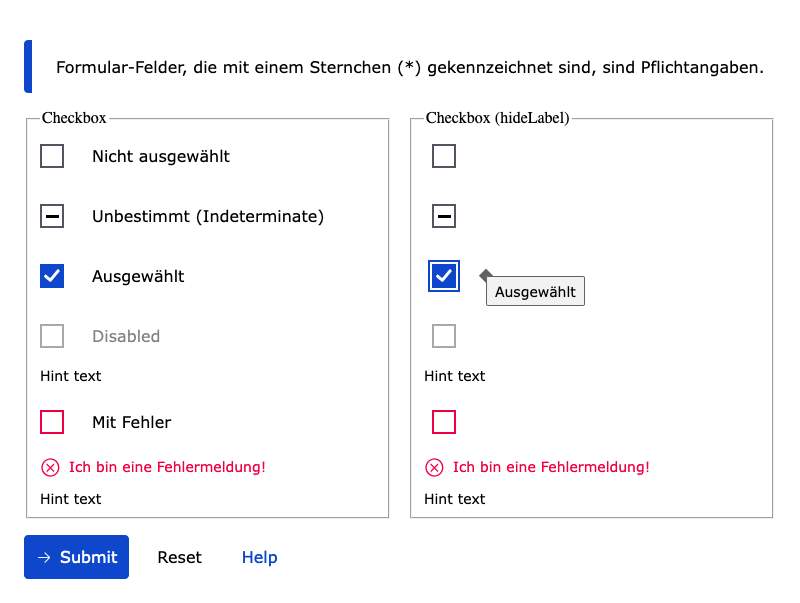 Formular-Felder, die mit einem Sternchen (*) gekennzeichnet sind, sind Pflichtangaben.
Checkbox
Nicht ausgewählt
Unbestimmt (Indeterminate)
Ausgewählt
Disabled
Hint text
Mit Fehler
Ich bin eine Fehlermeldung!
Hint text
Checkbox (hideLabel)
Ausgewählt
Hint text
Ich bin eine Fehlermeldung!
Hint text
Submit Reset Help